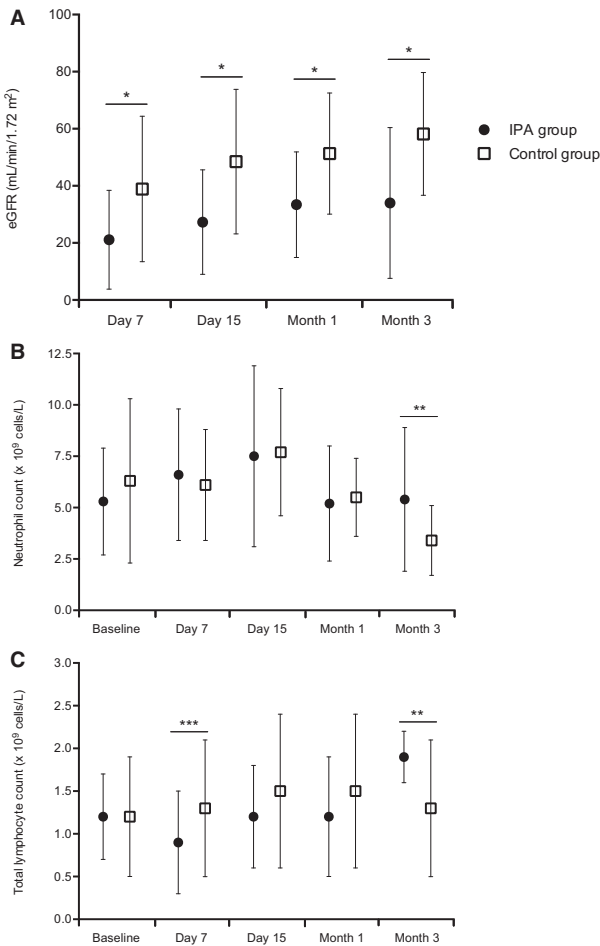 A
100
80
60
40
20
0
eGFR (mL/min/1.72 m²)
*
*
*
*
Day 7
Day 15
Month 1
Month 3
IPA group
Control group
B
12.5
10.0
7.5
5.0
2.5
0.0
Neutrophil count (x 10⁹ cells/L)
**
Baseline
Day 7
Day 15
Month 1
Month 3
C
3.0
2.5
2.0
1.5
1.0
0.5
0.0
Total lymphocyte count (x 10⁹ cells/L)
***
**
Baseline
Day 7
Day 15
Month 1
Month 3